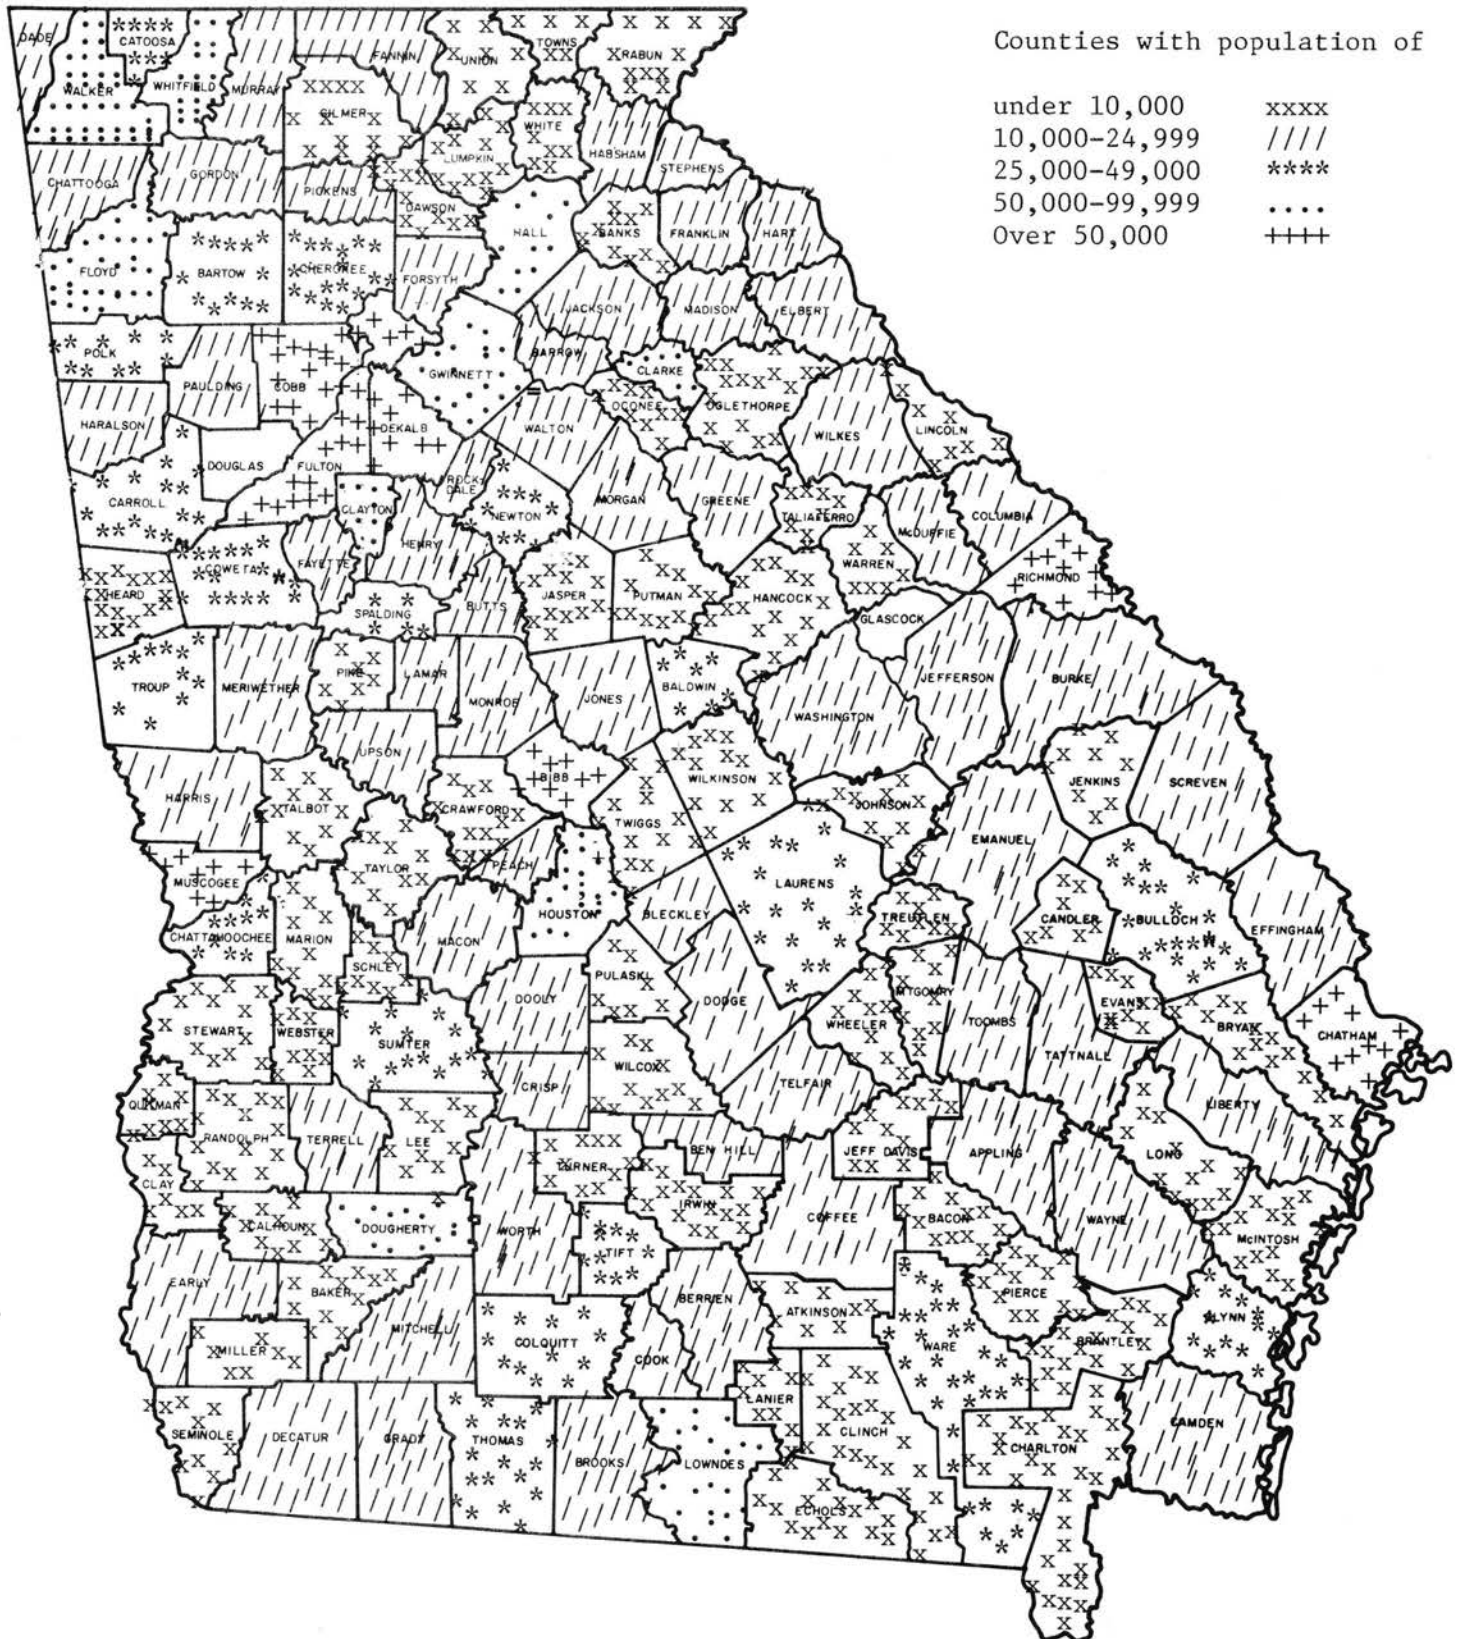 Counties with population of
under 10,000 xxxx
10,000-24,999 ////
25,000-49,000 ****
50,000-99,999 ....
Over 50,000 ++++
DADE
CATOOSA
WALKER
WHITFIELD
MURRAY
FANNIN
UNION
TOWNS
RABUN
GILMER
WHITE
LUMPKIN
HABSHAM
STEPHENS
CHATTOOGA
GORDON
PICKENS
DAWSON
HALL
BANKS
FRANKLIN
HART
FLOYD
BARTOW
CHEROKEE
FORSYTH
JACKSON
MADISON
ELBERT
POLK
PAULDING
COBB
GWINNETT
BARROW
CLARKE
OCONEE
OGLETHORPE
HARALSON
DOUGLAS
FULTON
DEKALB
WALTON
WILKES
LINCOLN
CARROLL
CLAYTON
ROCK-
DALE
NEWTON
MORGAN
GREENE
TALIAFERRO
McDUFFIE
COLUMBIA
HEARD
COWETA
FAYETTE
HENRY
SPALDING
BUTTS
JASPER
PUTMAN
HANCOCK
WARREN
GLASCOCK
RICHMOND
TROUP
MERIWETHER
PIKE
LAMAR
MONROE
JONES
BALDWIN
WASHINGTON
JEFFERSON
BURKE
HARRIS
TALBOT
UPSON
CRAWFORD
BIBB
TWIGGS
WILKINSON
JOHNSON
EMANUEL
JENKINS
SCREVEN
MUSCOGEE
TAYLOR
PEACH
HOUSTON
BLECKLEY
LAURENS
TREUTLEN
CANDLER
BULLOCH
EFFINGHAM
CHATTAHOOCHEE
MARION
SCHLEY
MACON
DOOLY
PULASKI
DODGE
WHEELER
MTGOMRY
TOOMBS
TATTNALL
EVANS
BRYAN
CHATHAM
STEWART
WEBSTER
SUMTER
CRISP
WILCOX
TELFAIR
LIBERTY
QUITMAN
RANDOLPH
TERRELL
LEE
TURNER
BEN HILL
JEFF DAVIS
APPLING
LONG
CLAY
CALHOUN
DOUGHERTY
WORTH
TIFT
IRWIN
COFFEE
BACON
WAYNE
McINTOSH
EARLY
BAKER
MITCHELL
COLQUITT
BERRIEN
COOK
ATKINSON
WARE
PIERCE
BRANTLEY
GLYNN
MILLER
SEMINOLE
DECATUR
GRADY
THOMAS
BROOKS
LOWNDES
LANIER
CLINCH
ECHOLS
CHARLTON
CAMDEN